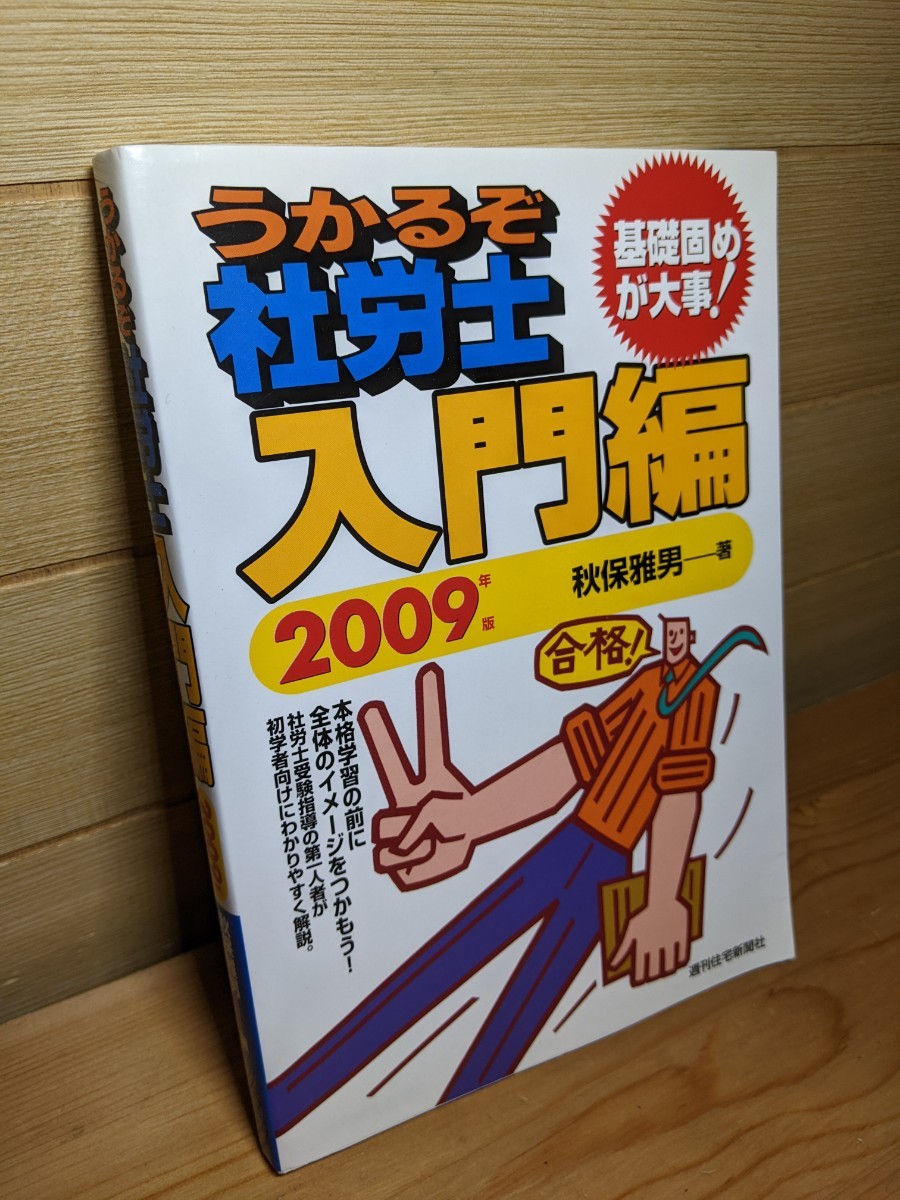 うかるぞ
社労士
入門編
基礎固め
が大事!
2009年版
秋保雅男―著
合格!
本格学習の前に
全体のイメージをつかもう!
社労士受験指導の第一人者が
初学者向けにわかりやすく解説。
週刊住宅新聞社
うかるぞ 社労士 入門編 2009